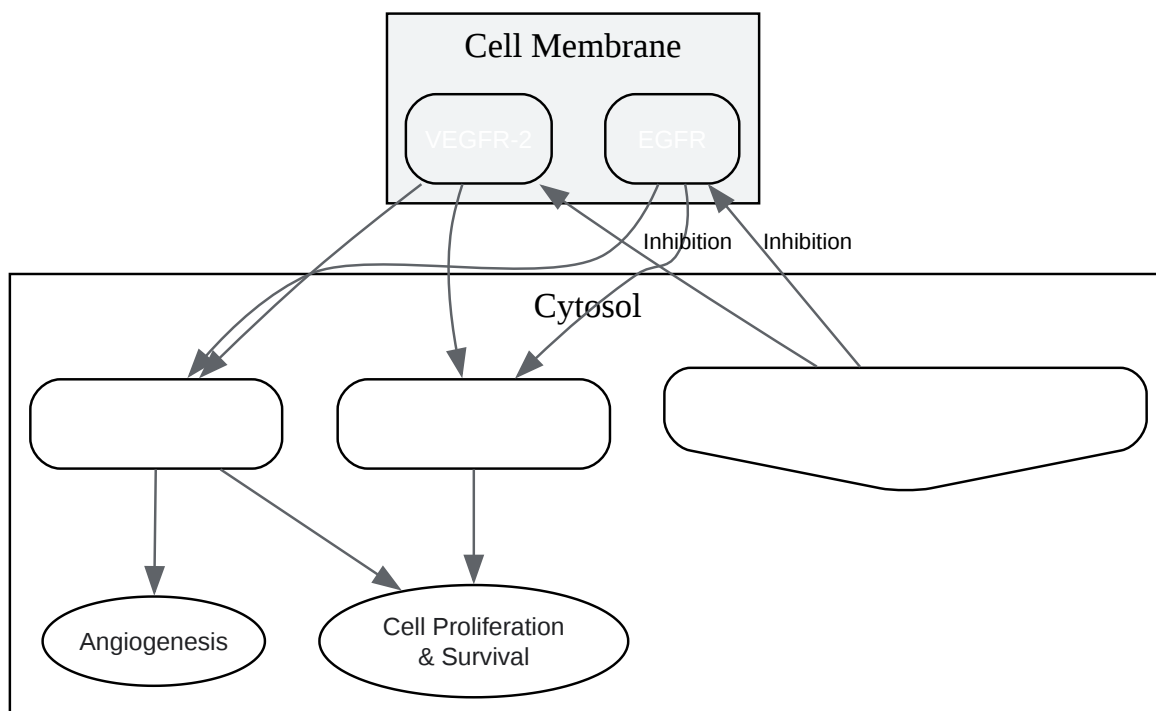 Cell Membrane
VEGFR-2
EGFR
Inhibition
Inhibition
Cytosol
Angiogenesis
Cell Proliferation
& Survival